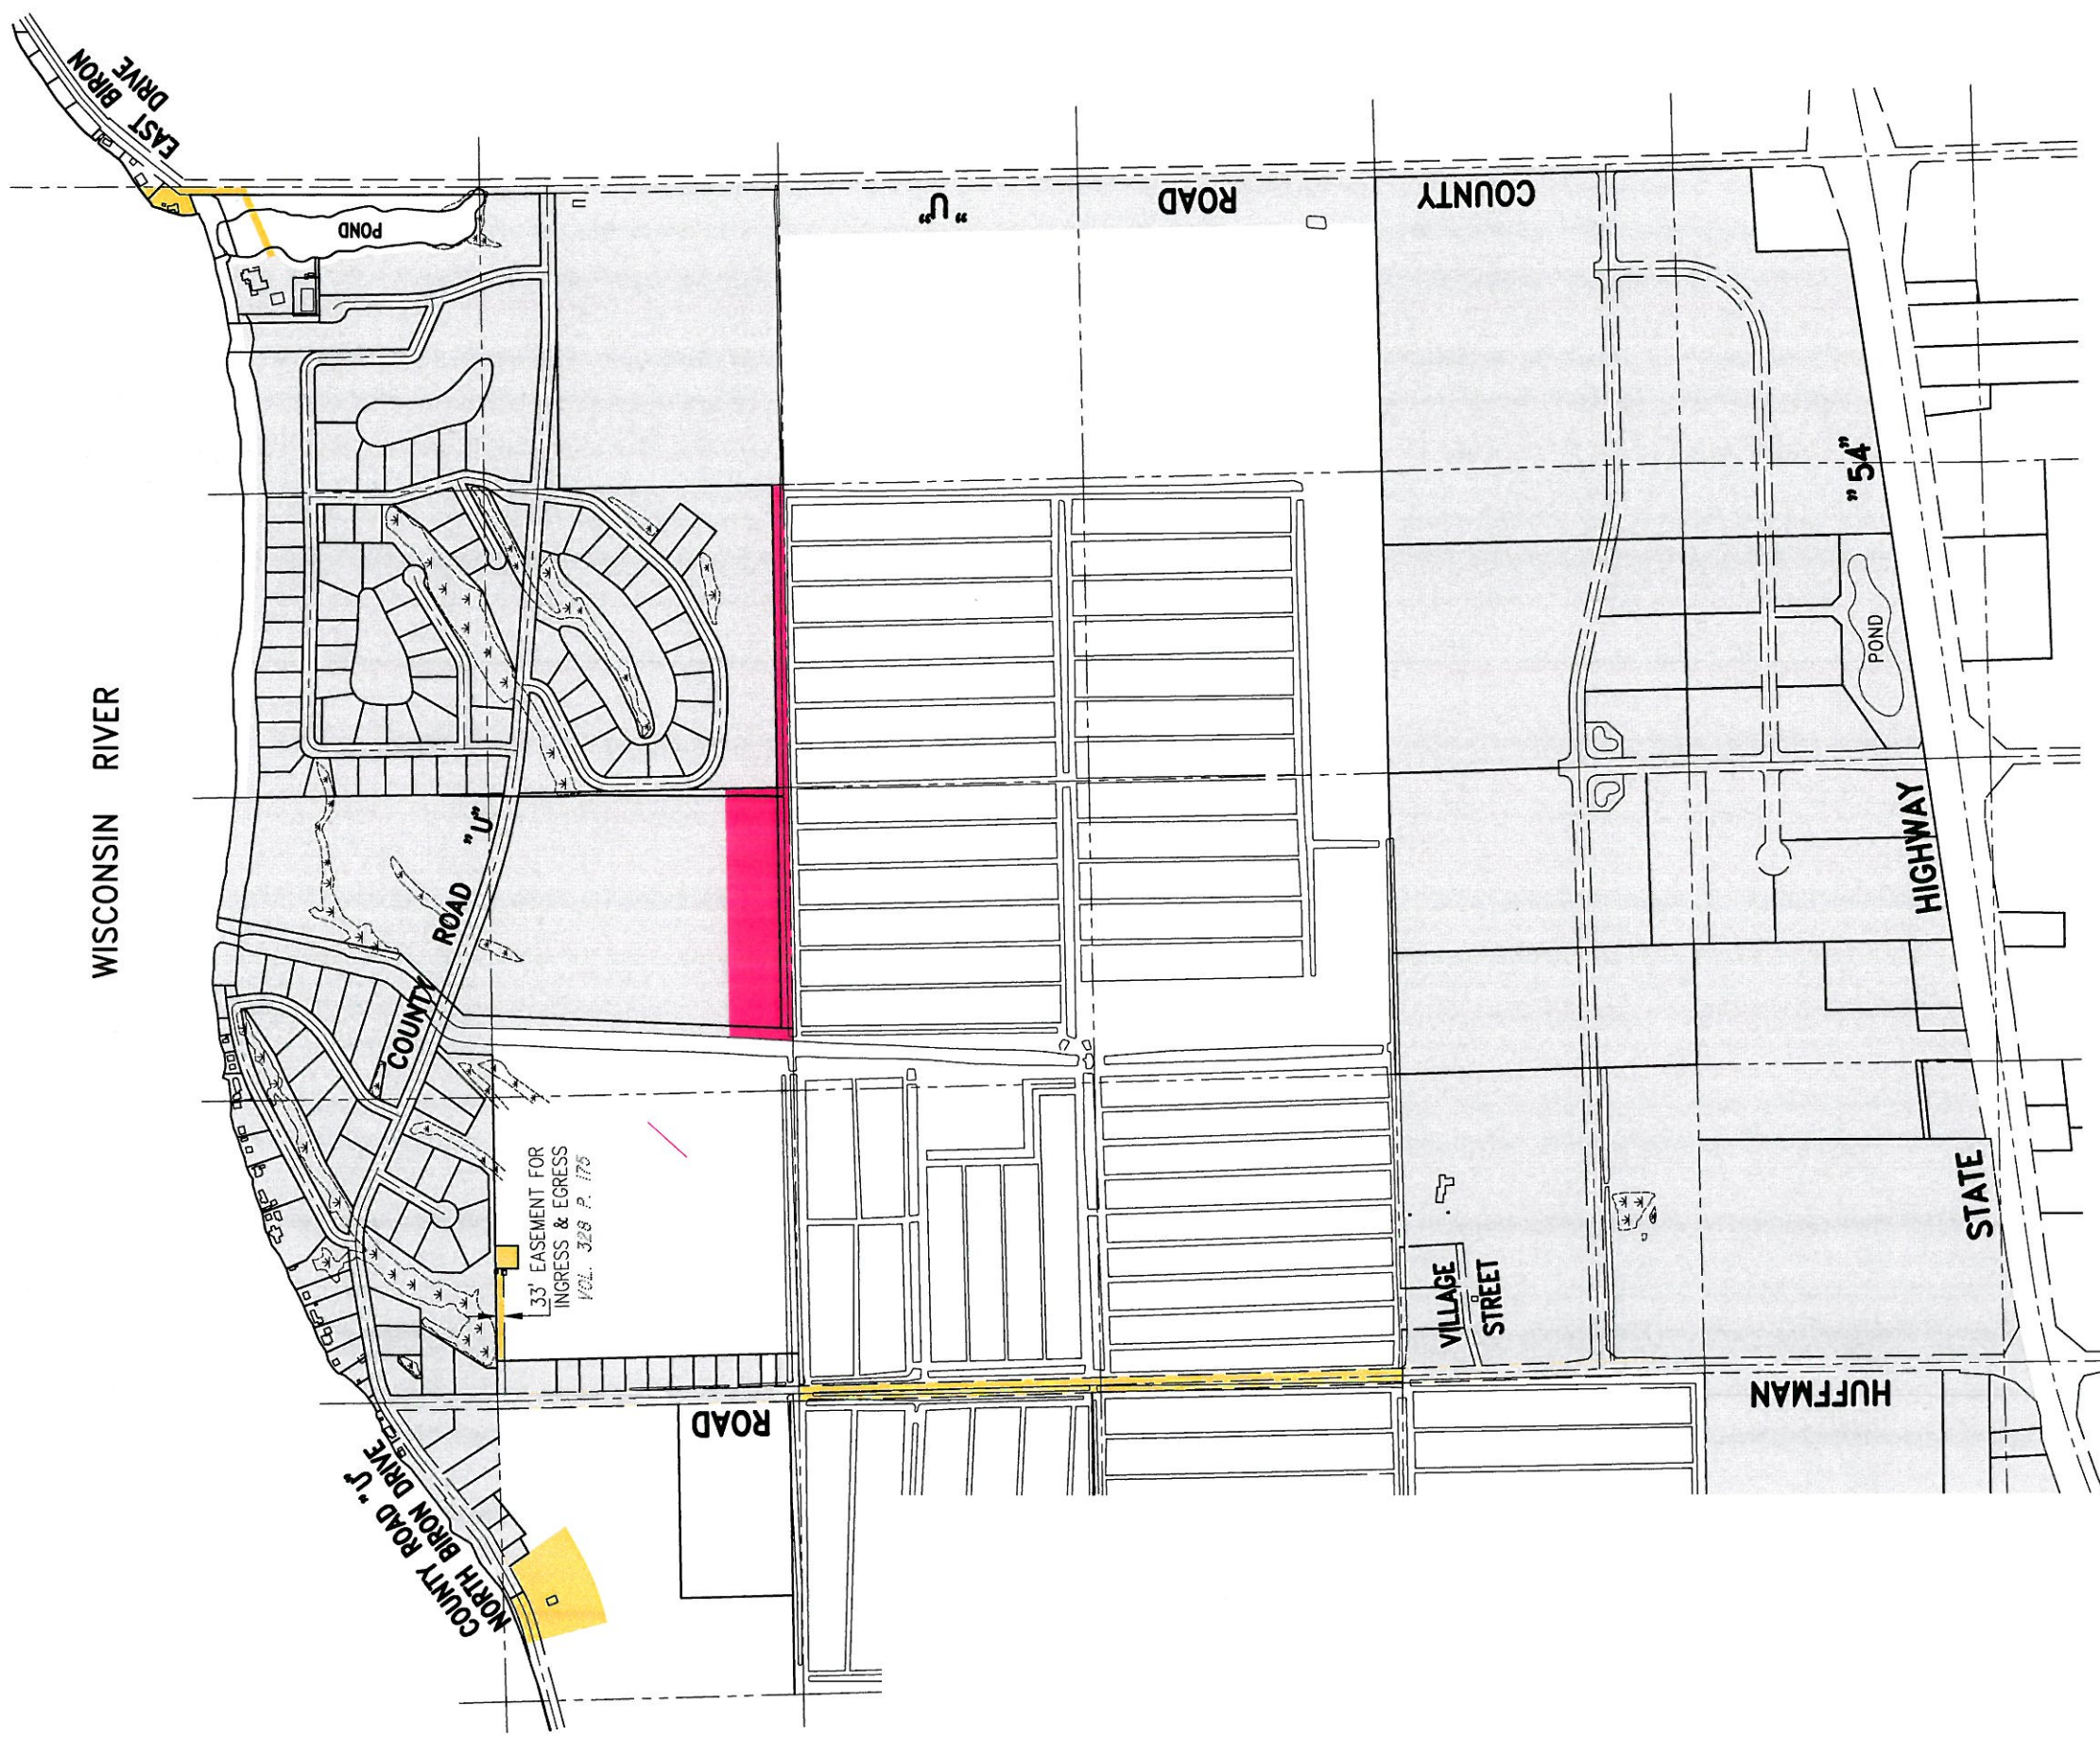 EAST BIRON
DRIVE
POND
COUNTY ROAD "U"
WISCONSIN RIVER
COUNTY ROAD "U"
"54"
POND
STATE HIGHWAY
33' EASEMENT FOR
INGRESS & EGRESS
VOL. 328 P. 175
VILLAGE
STREET
HUFFMAN ROAD
COUNTY ROAD "U"
NORTH BIRON DRIVE